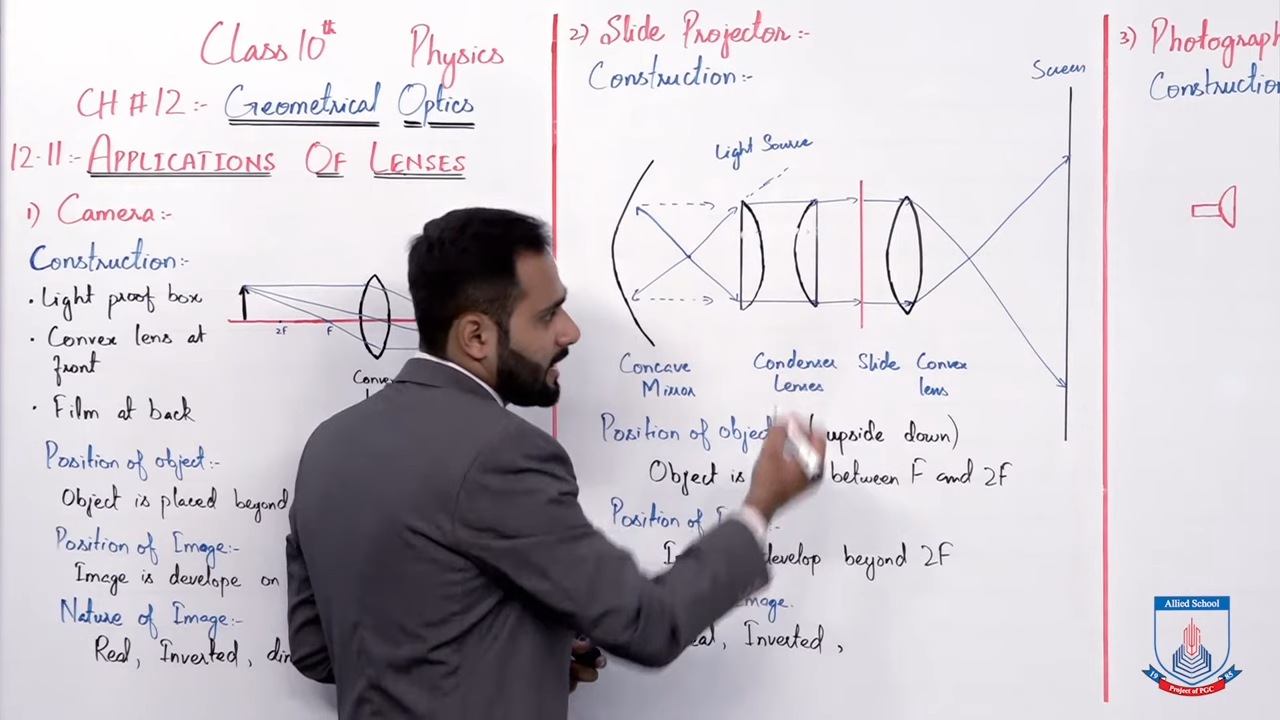 Class 10th Physics
CH # 12:- Geometrical Optics
12.11:- APPLICATIONS OF LENSES
1) Camera:-
Construction:-
. Light proof box
. Convex lens at
front
. Film at back
2F F
Position of object:-
Object is placed beyond
Position of Image:-
Image is develope on
Nature of Image:-
Real, Inverted,
2) Slide Projector:-
Construction:-
Screen
Light Source
Concave
Mirror
Condenser
Lenses
Slide
Convex
lens
Position of object (upside down)
Object is between F and 2F
Position of
develop beyond 2F
Inverted,
3) Photograph
Construction
Allied School
19 85
Project of PGC